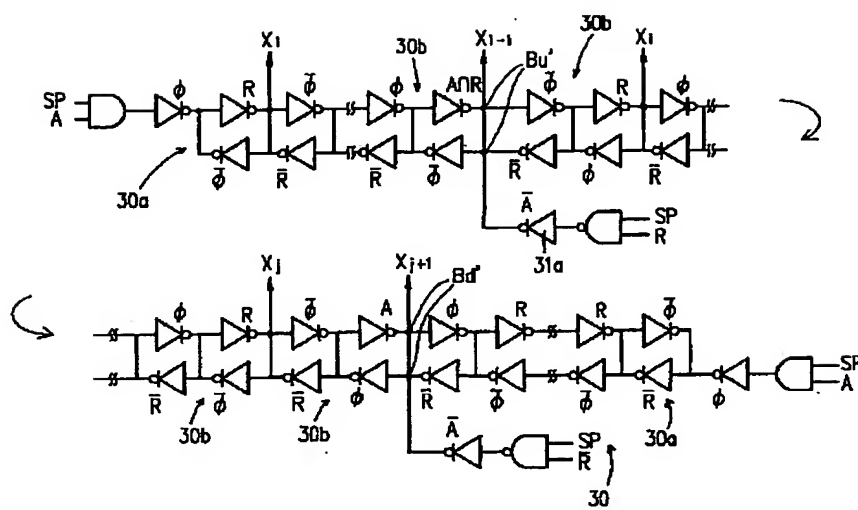 X₁ 30b Xᵢ₋₁ 30b Xᵢ
Bu'
ϕ R ϕ̄ ϕ A∩R ϕ̄ R ϕ
SP
A
ϕ̄ R̄ R̄ ϕ̄ R̄ ϕ R̄
30a
Ā SP
R
31a
Xⱼ Xⱼ₊₁ Bd'
ϕ R ϕ̄ A ϕ R R ϕ̄
SP
A
R̄ ϕ̄ R̄ ϕ R̄ ϕ̄ ϕ̄ R̄ ϕ
30b 30b 30a
Ā SP
R̄
30